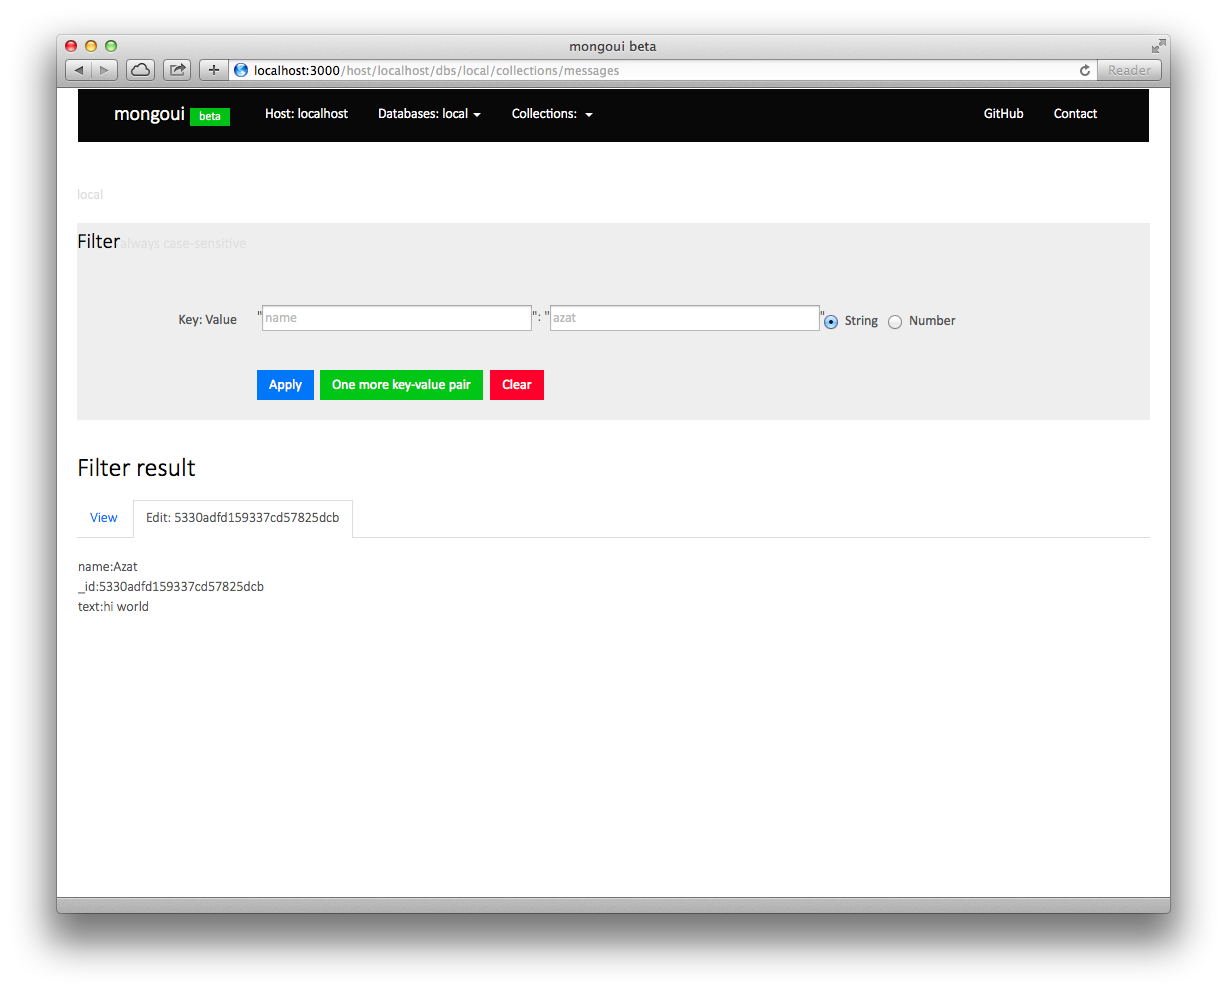 mongoui beta
localhost:3000/host/localhost/dbs/local/collections/messages
Reader
mongoui beta Host: localhost Databases: local Collections: GitHub Contact
local
Filter always case-sensitive
Key: Value "name": "azat" String Number
Apply One more key-value pair Clear
Filter result
View Edit: 5330adfd159337cd57825dcb
name:Azat
_id:5330adfd159337cd57825dcb
text:hi world